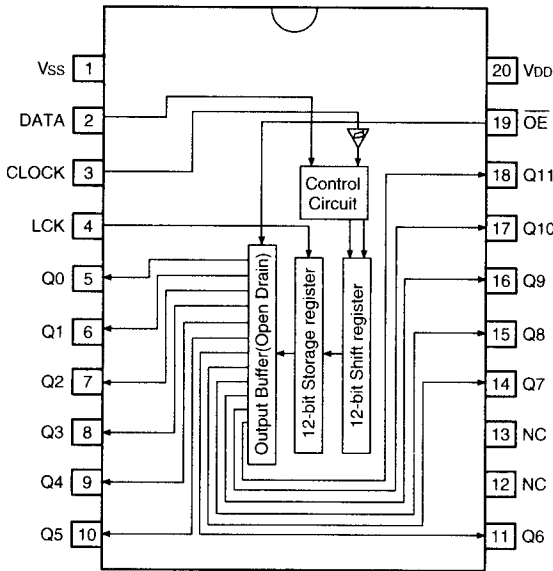 Vss 1
DATA 2
CLOCK 3
LCK 4
Q0 5
Q1 6
Q2 7
Q3 8
Q4 9
Q5 10
20 VDD
19 OE
18 Q11
17 Q10
16 Q9
15 Q8
14 Q7
13 NC
12 NC
11 Q6
Control
Circuit
Output Buffer(Open Drain)
12-bit Storage register
12-bit Shift register